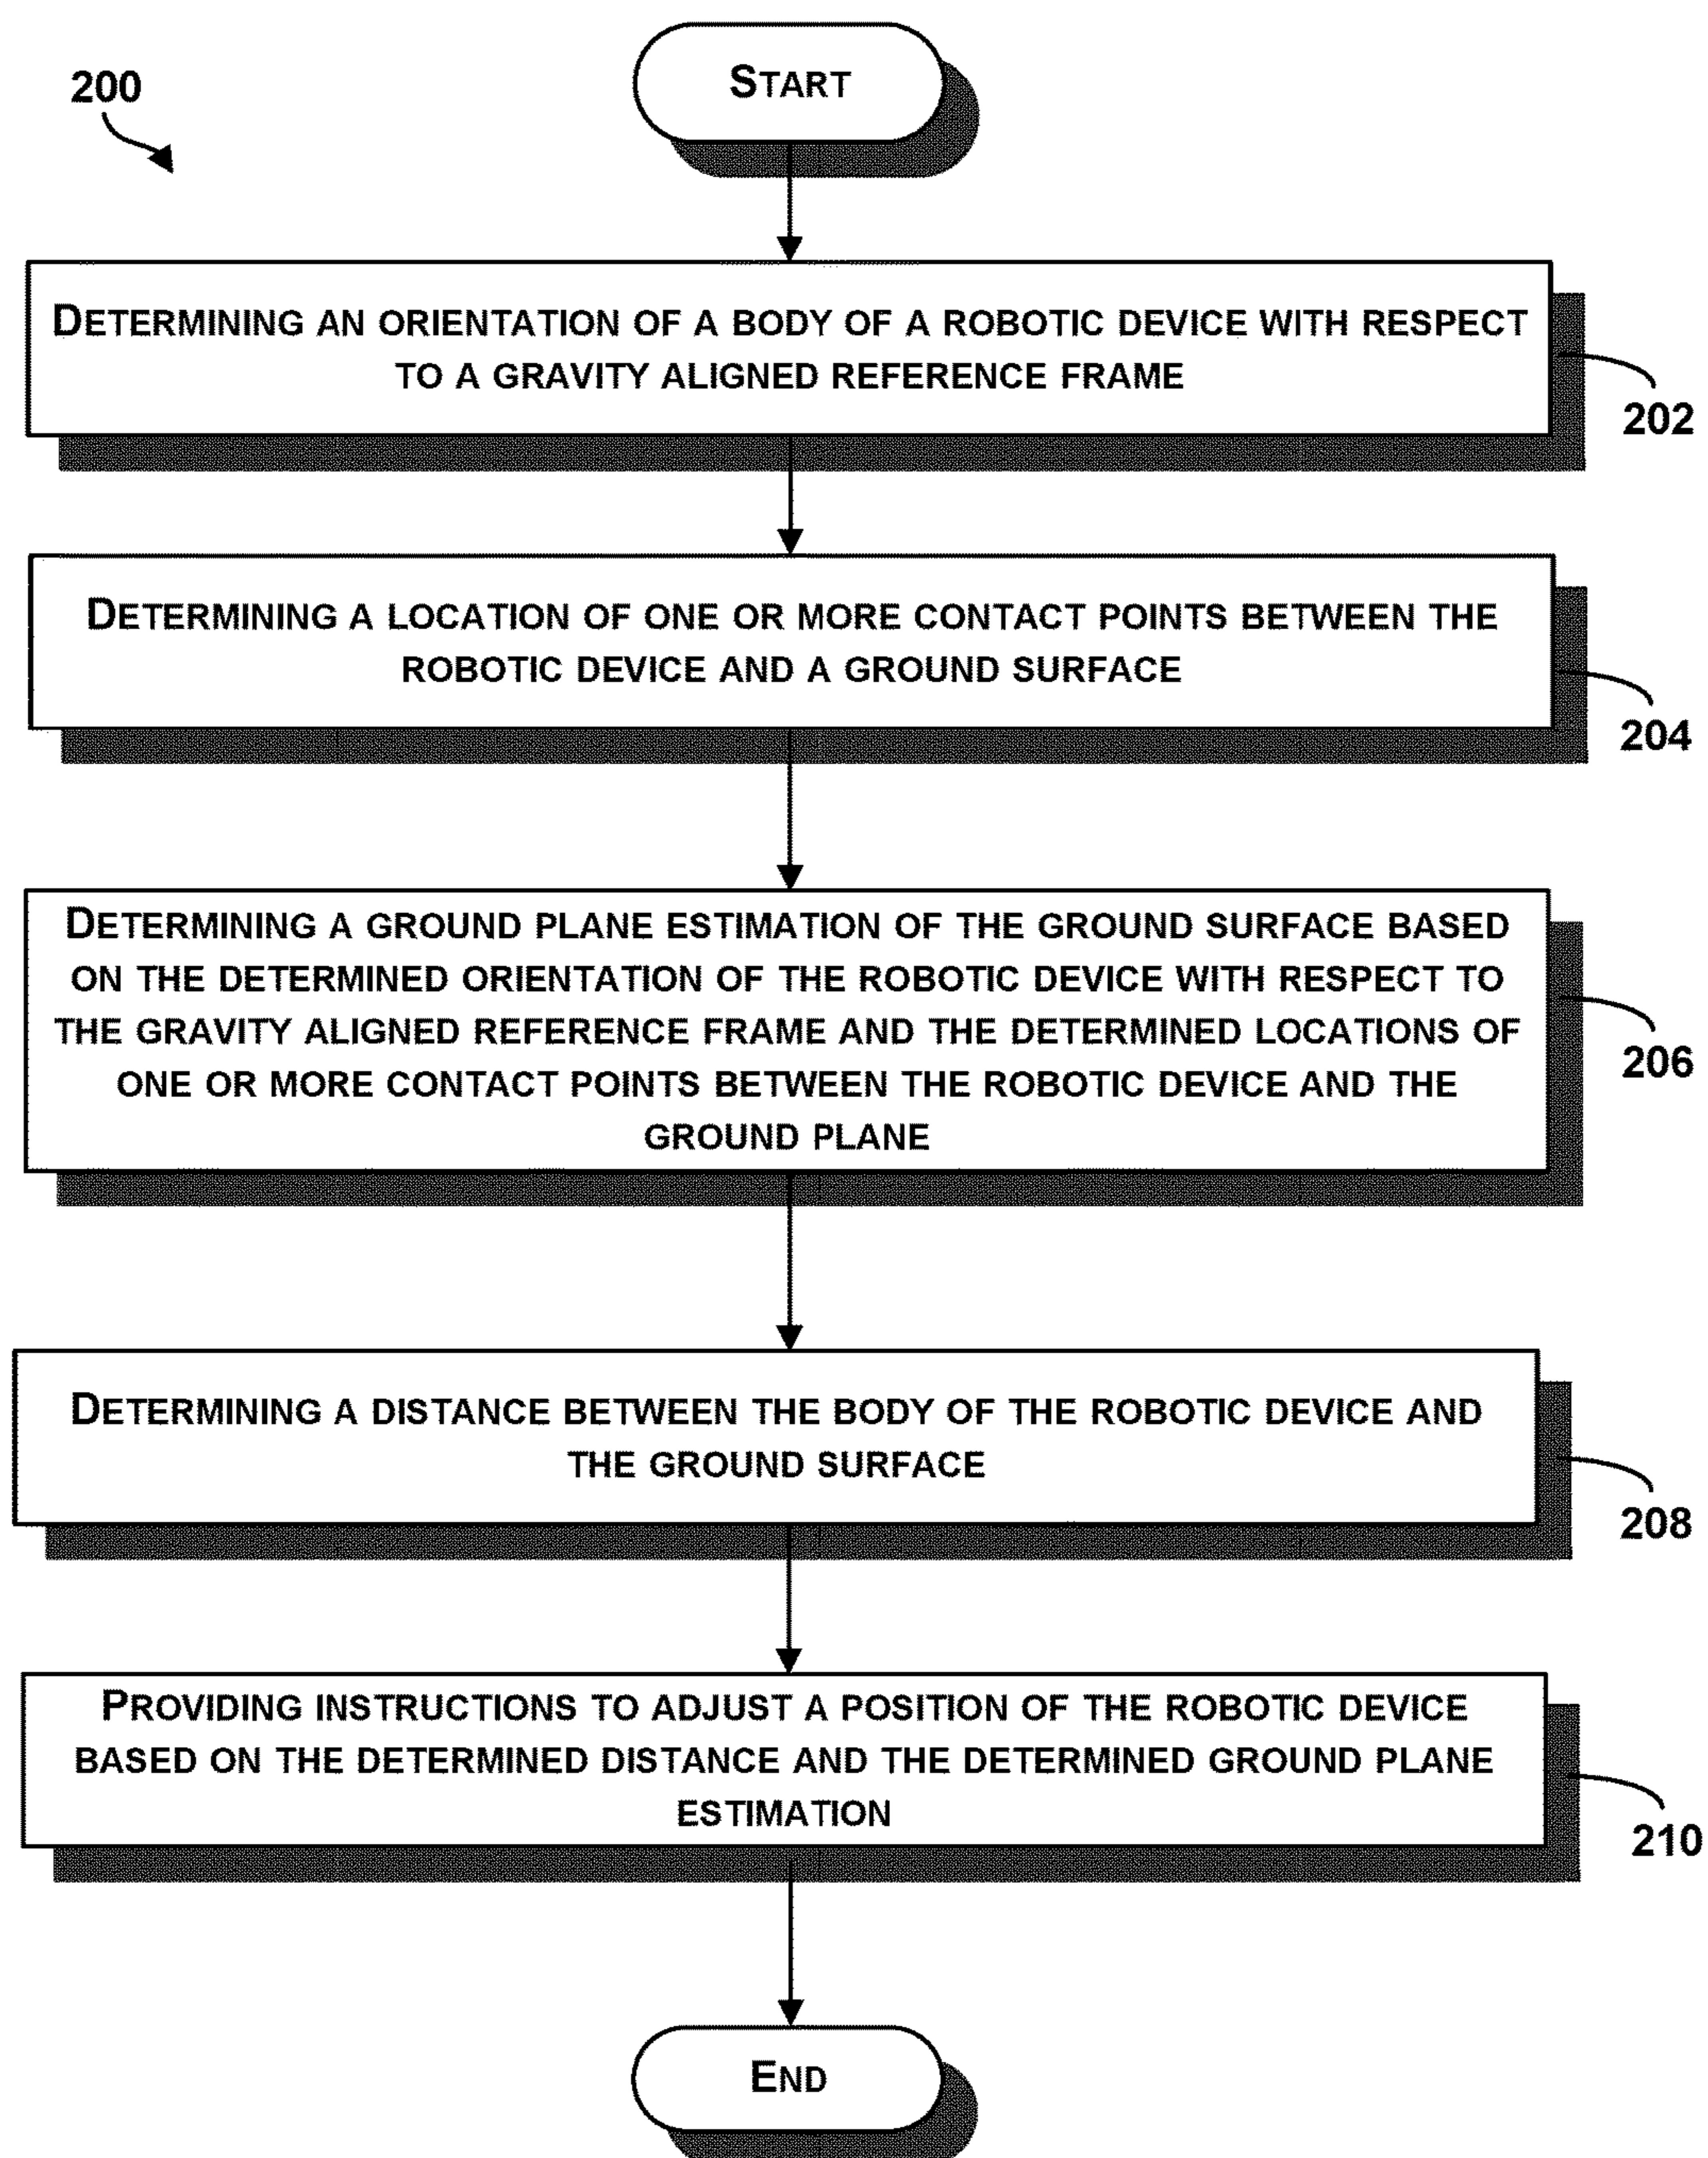 200
START
DETERMINING AN ORIENTATION OF A BODY OF A ROBOTIC DEVICE WITH RESPECT
TO A GRAVITY ALIGNED REFERENCE FRAME
202
DETERMINING A LOCATION OF ONE OR MORE CONTACT POINTS BETWEEN THE
ROBOTIC DEVICE AND A GROUND SURFACE
204
DETERMINING A GROUND PLANE ESTIMATION OF THE GROUND SURFACE BASED
ON THE DETERMINED ORIENTATION OF THE ROBOTIC DEVICE WITH RESPECT TO
THE GRAVITY ALIGNED REFERENCE FRAME AND THE DETERMINED LOCATIONS OF
ONE OR MORE CONTACT POINTS BETWEEN THE ROBOTIC DEVICE AND THE
GROUND PLANE
206
DETERMINING A DISTANCE BETWEEN THE BODY OF THE ROBOTIC DEVICE AND
THE GROUND SURFACE
208
PROVIDING INSTRUCTIONS TO ADJUST A POSITION OF THE ROBOTIC DEVICE
BASED ON THE DETERMINED DISTANCE AND THE DETERMINED GROUND PLANE
ESTIMATION
210
END